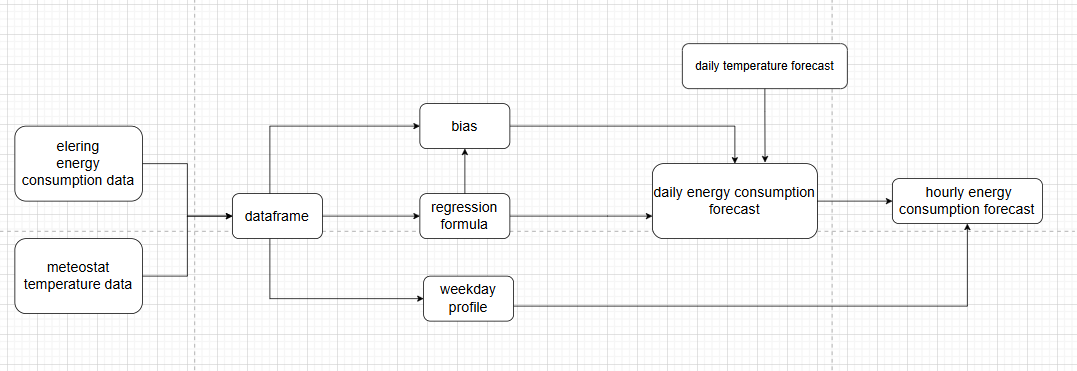 daily temperature forecast
bias
elering
energy
consumption data
daily energy consumption
forecast
hourly energy
consumption forecast
dataframe
regression
formula
meteostat
temperature data
weekday
profile